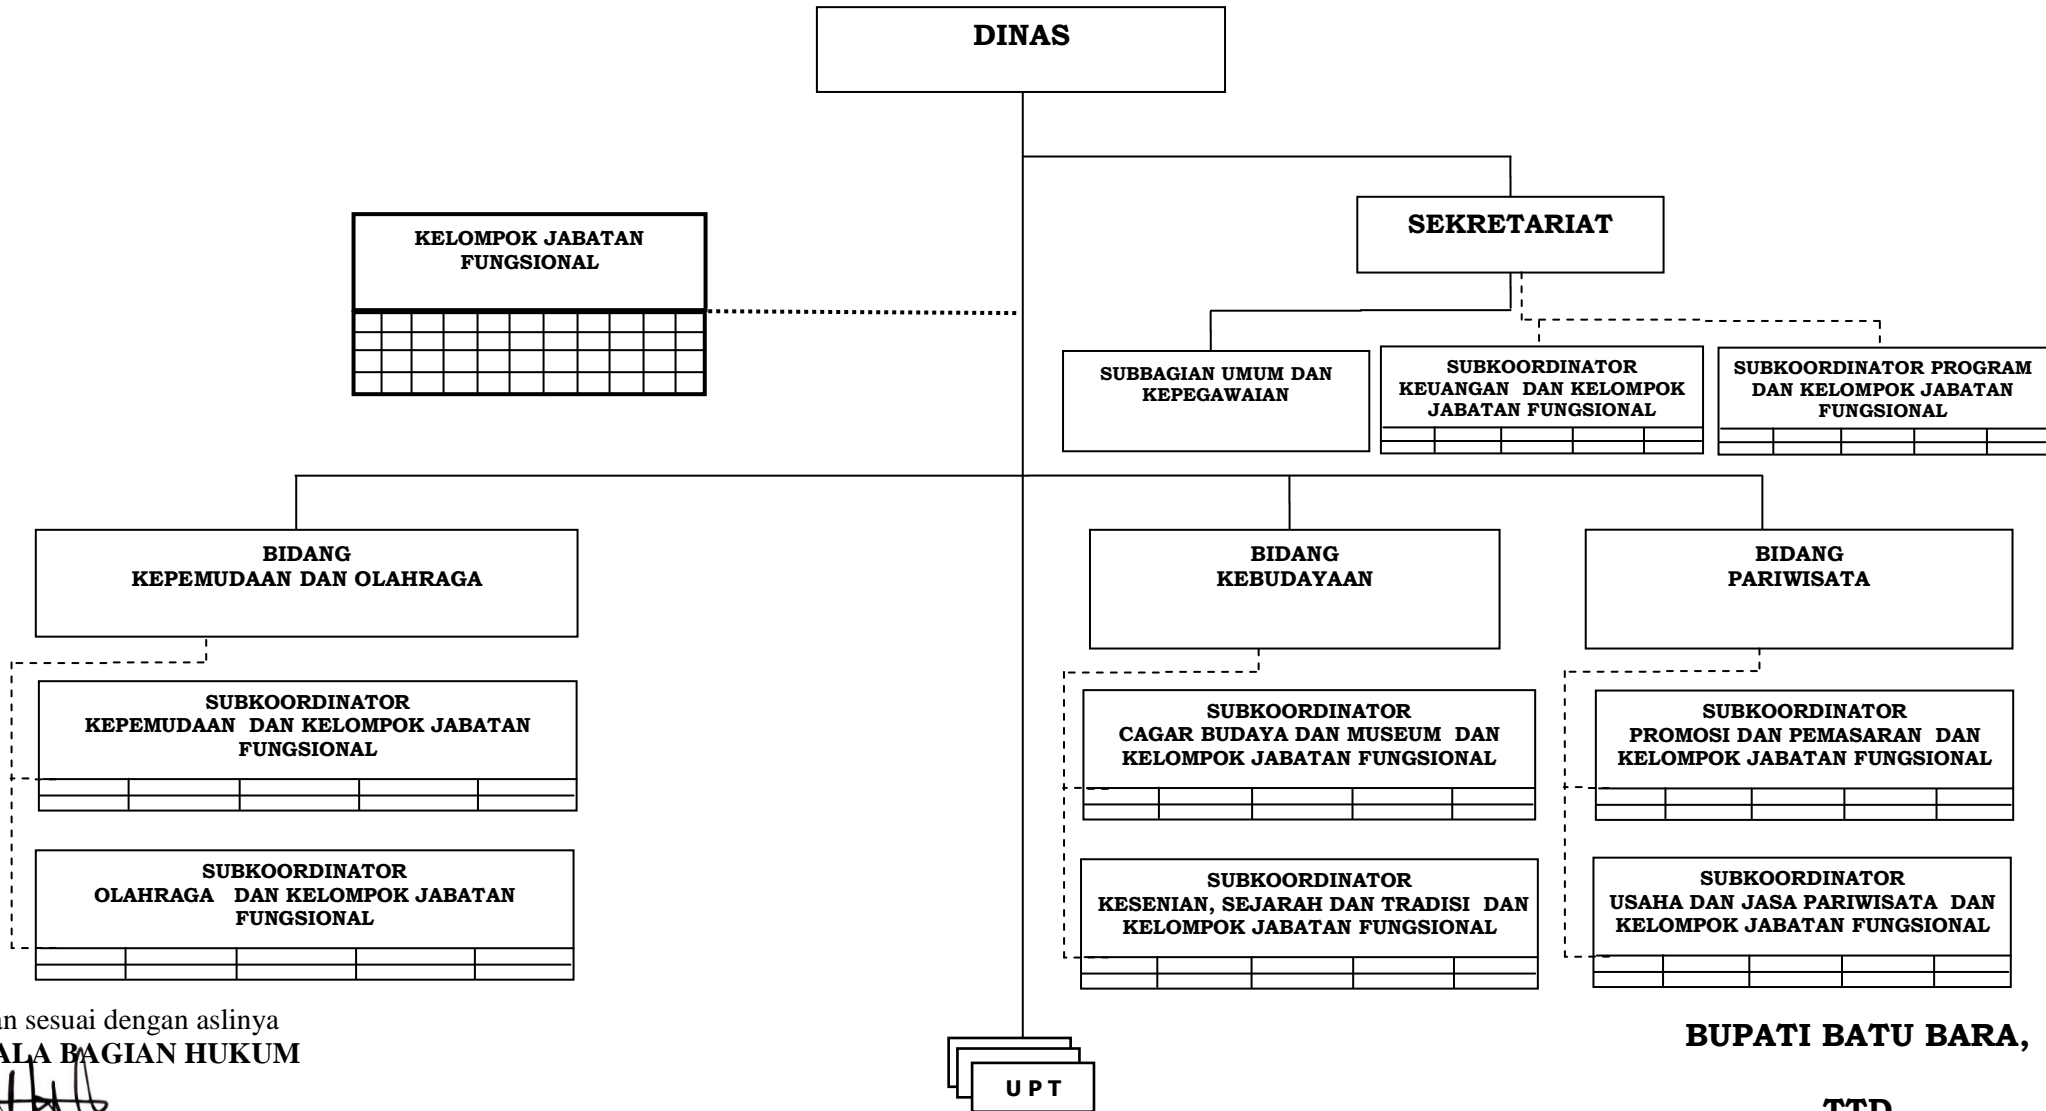 DINAS
SEKRETARIAT
KELOMPOK JABATAN
FUNGSIONAL
SUBBAGIAN UMUM DAN
KEPEGAWAIAN
SUBKOORDINATOR
KEUANGAN DAN KELOMPOK
JABATAN FUNGSIONAL
SUBKOORDINATOR PROGRAM
DAN KELOMPOK JABATAN
FUNGSIONAL
BIDANG
KEPEMUDAAN DAN OLAHRAGA
BIDANG
KEBUDAYAAN
BIDANG
PARIWISATA
SUBKOORDINATOR
KEPEMUDAAN DAN KELOMPOK JABATAN
FUNGSIONAL
SUBKOORDINATOR
CAGAR BUDAYA DAN MUSEUM DAN
KELOMPOK JABATAN FUNGSIONAL
SUBKOORDINATOR
PROMOSI DAN PEMASARAN DAN
KELOMPOK JABATAN FUNGSIONAL
SUBKOORDINATOR
OLAHRAGA DAN KELOMPOK JABATAN
FUNGSIONAL
SUBKOORDINATOR
KESENIAN, SEJARAH DAN TRADISI DAN
KELOMPOK JABATAN FUNGSIONAL
SUBKOORDINATOR
USAHA DAN JASA PARIWISATA DAN
KELOMPOK JABATAN FUNGSIONAL
sesuai dengan aslinya
BAGIAN HUKUM
UPT
BUPATI BATU BARA,
TTD